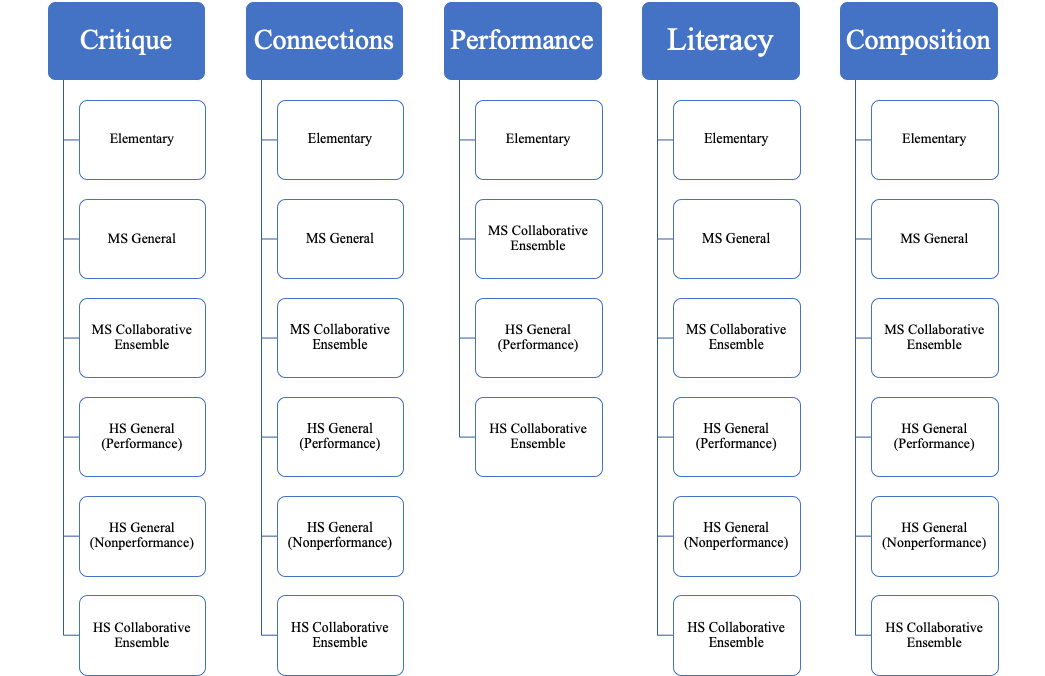 Critique
Elementary
MS General
MS Collaborative
Ensemble
HS General
(Performance)
HS General
(Nonperformance)
HS Collaborative
Ensemble
Connections
Elementary
MS General
MS Collaborative
Ensemble
HS General
(Performance)
HS General
(Nonperformance)
HS Collaborative
Ensemble
Performance
Elementary
MS Collaborative
Ensemble
HS General
(Performance)
HS Collaborative
Ensemble
Literacy
Elementary
MS General
MS Collaborative
Ensemble
HS General
(Performance)
HS General
(Nonperformance)
HS Collaborative
Ensemble
Composition
Elementary
MS General
MS Collaborative
Ensemble
HS General
(Performance)
HS General
(Nonperformance)
HS Collaborative
Ensemble